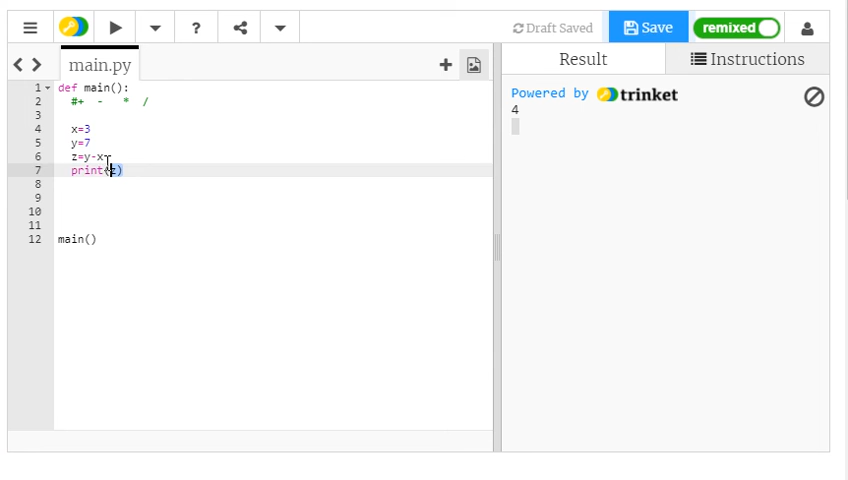 ? Draft Saved Save remixed
main.py + Result Instructions
1 def main():
2 #+ - * /
3
4 x=3
5 y=7
6 z=y-x
7 print(z)
8
9
10
11
12 main()
Powered by trinket
4